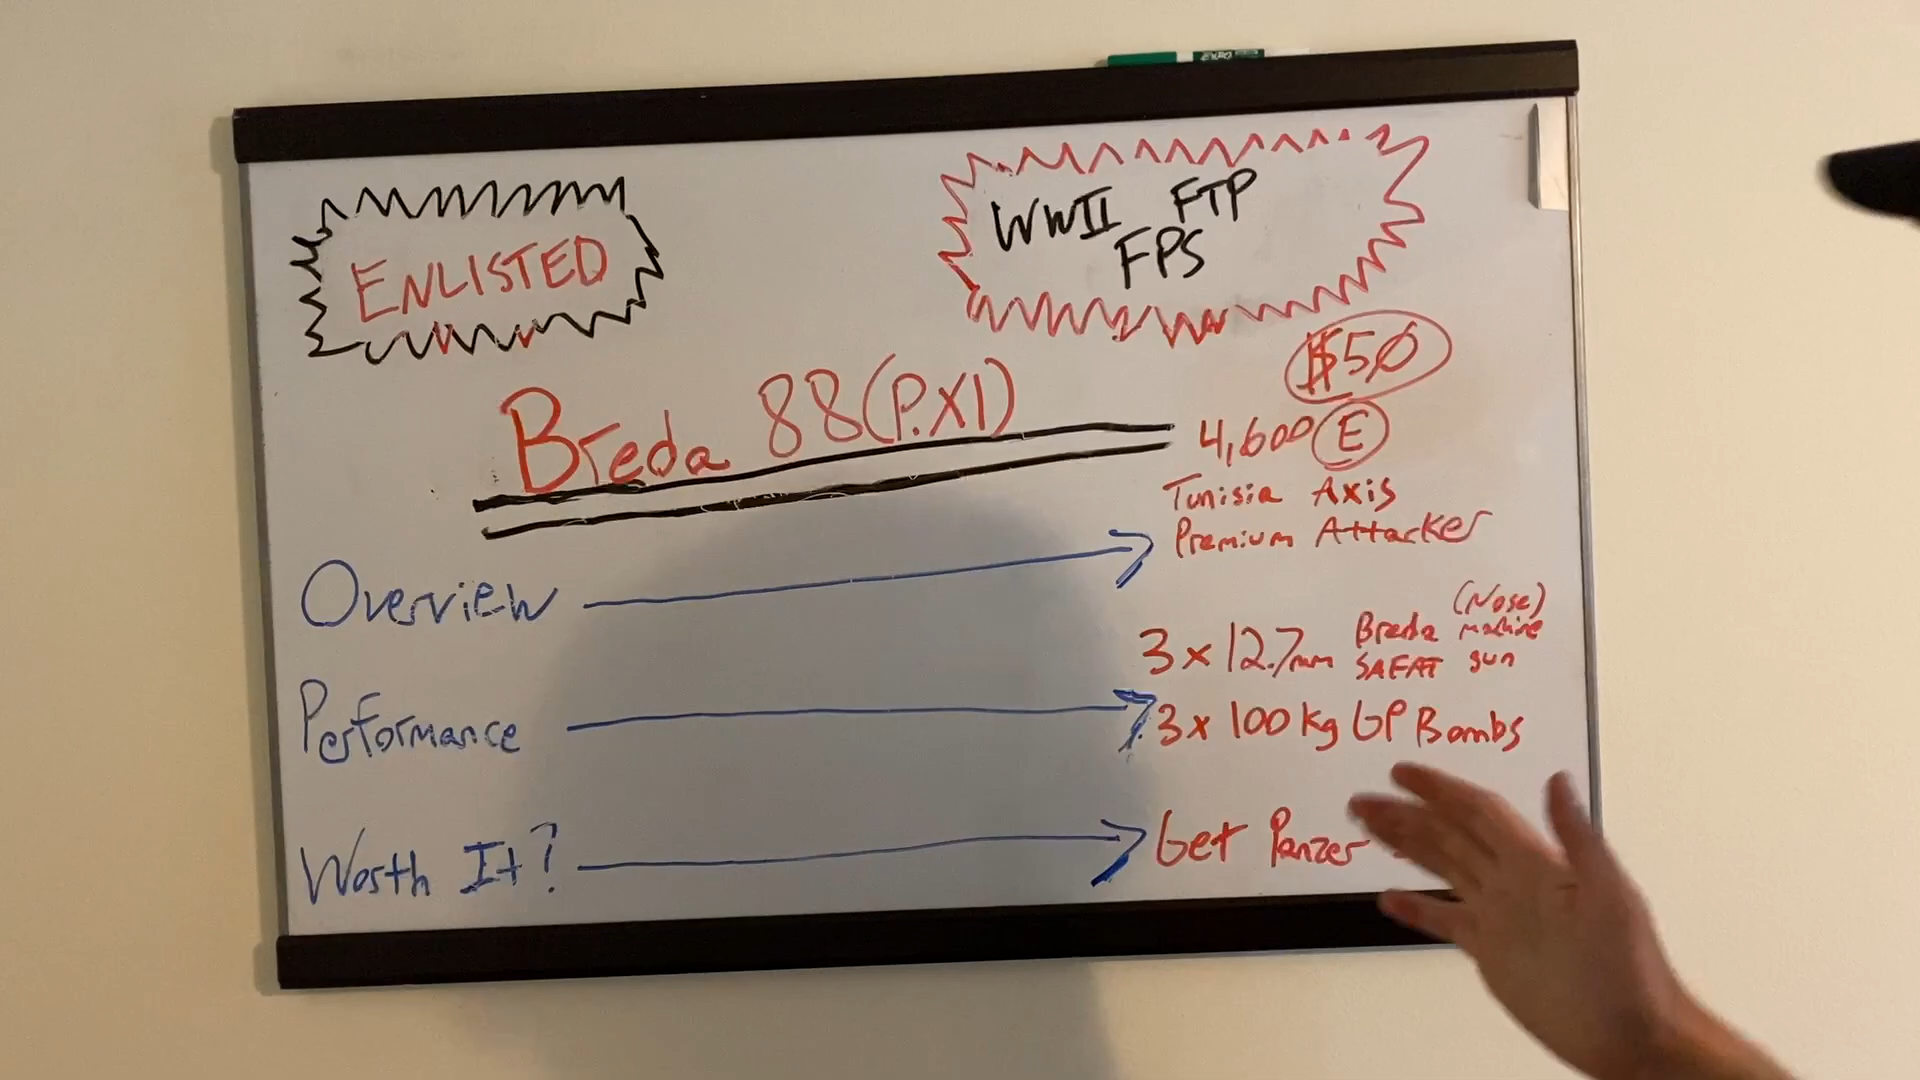 EXPO
ENLISTED
WWII FTP
FPS
$50
Breda 88 (P.XI)
4,600 E
Tunisia Axis
Premium Attacker
Overview
(Nose)
3 x 12.7mm Breda machine
SAFAT gun
Performance
3 x 100 kg GP Bombs
Worth It?
Get Panzer